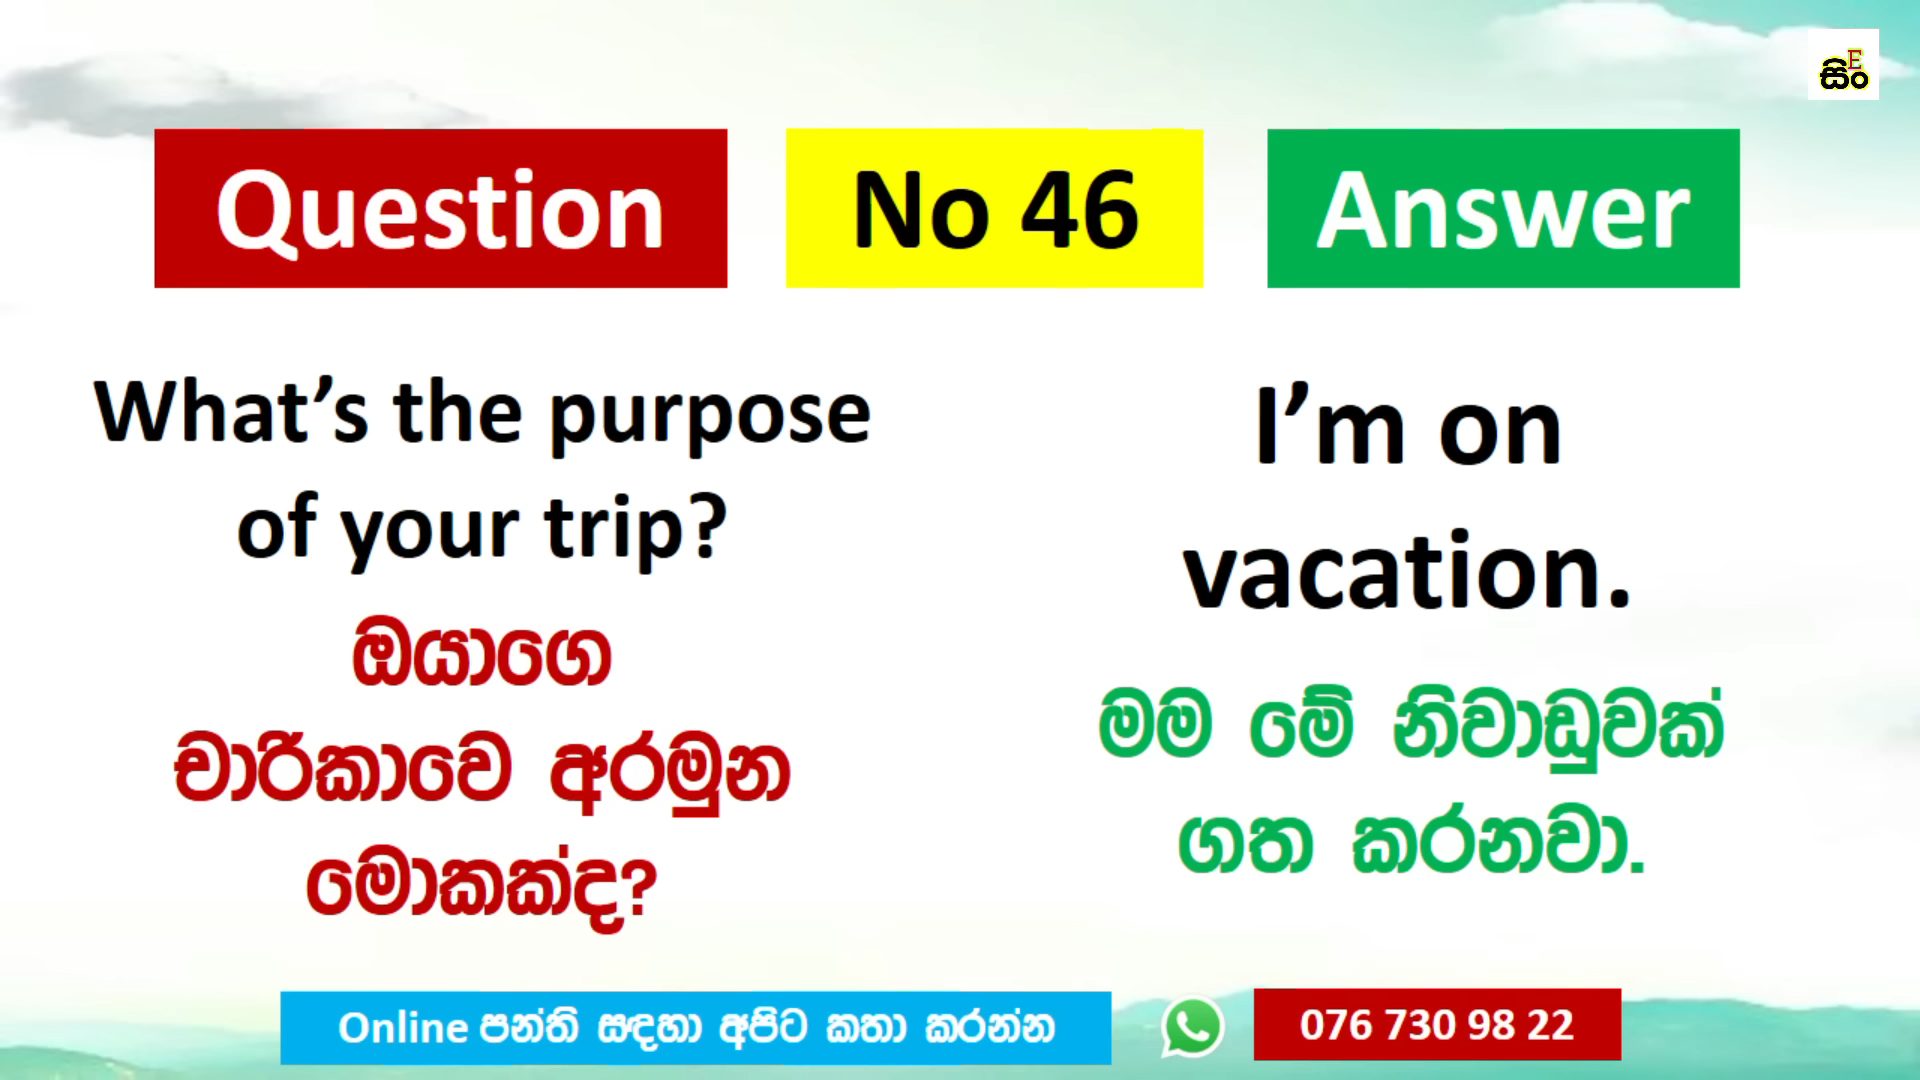 සිං
E
Question
No 46
Answer
What’s the purpose
of your trip?
ඔයාගෙ
චාරිකාවෙ අරමුන
මොකක්ද?
I’m on
vacation.
මම මේ නිවාඩුවක්
ගත කරනවා.
Online පන්ති සඳහා අපිට කතා කරන්න
076 730 98 22